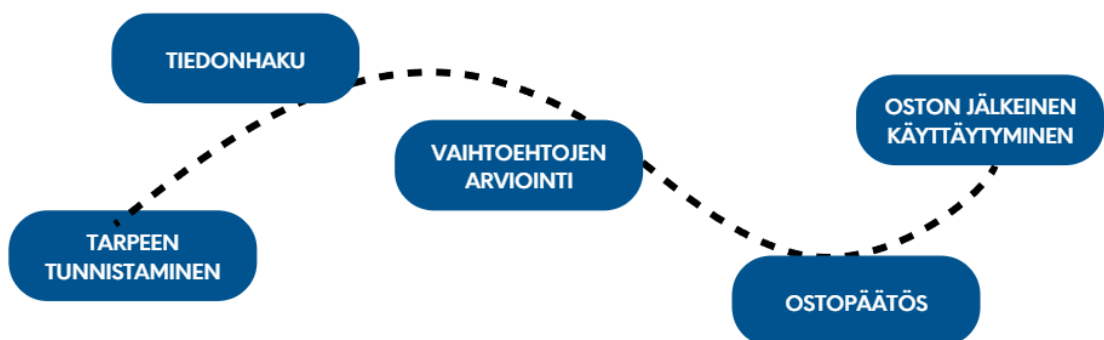 TIEDONHAKU
TARPEEN
TUNNISTAMINEN
VAIHTOEHTOJEN
ARVIOINTI
OSTOPÄÄTÖS
OSTON JÄLKEINEN
KÄYTTÄYTYMINEN